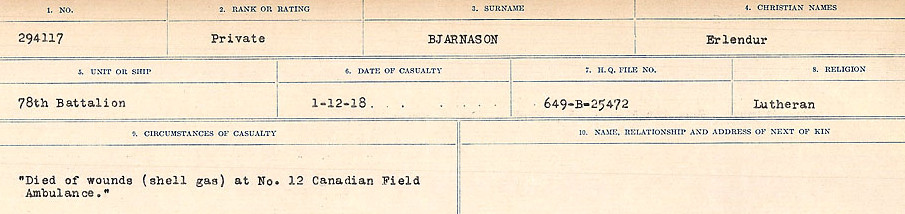 1. NO.
2. RANK OR RATING
3. SURNAME
4. CHRISTIAN NAMES
294117
Private
BJARNASON
Erlendur
5. UNIT OR SHIP
6. DATE OF CASUALTY
7. H.Q. FILE NO.
8. RELIGION
78th Battalion
1-12-18. . . . . . . .
649-B-25472
Lutheran
9. CIRCUMSTANCES OF CASUALTY
10. NAME, RELATIONSHIP AND ADDRESS OF NEXT OF KIN
"Died of wounds (shell gas) at No. 12 Canadian Field
Ambulance."